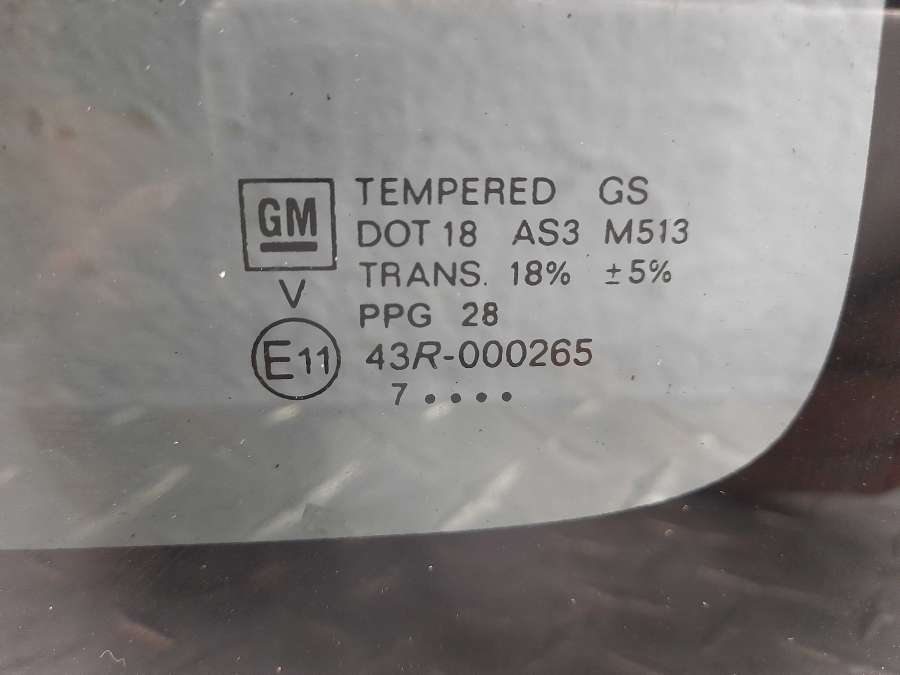 GM
TEMPERED GS
DOT 18 AS3 M513
TRANS. 18% ±5%
V
PPG 28
E11 43R-000265
7 • • • •